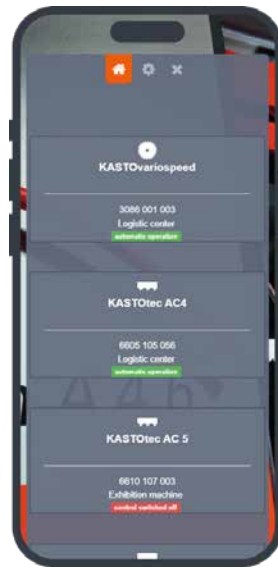 KASTOvariospeed
3086 001 003
Logistic center
automatic operation
KASTOtec AC4
6605 105 056
Logistic center
automatic operation
A46
KASTOtec AC 5
6610 107 003
Exhibition machine
control switched off